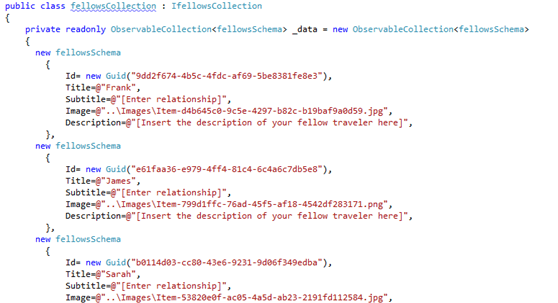 public class fellowsCollection : IfellowsCollection
{
private readonly ObservableCollection<fellowsSchema> _data = new ObservableCollection<fellowsSchema>
{
new fellowsSchema
{
Id= new Guid("9dd2f674-4b5c-4fdc-af69-5be8381fe8e3"),
Title=@"Frank",
Subtitle=@"[Enter relationship]",
Image=@"..\Images\Item-d4b645c0-9c5e-4297-b82c-b19baf9a0d59.jpg",
Description=@"[Insert the description of your fellow traveler here]",
},
new fellowsSchema
{
Id= new Guid("e61faa36-e979-4ff4-81c4-6c4a6c7db5e8"),
Title=@"James",
Subtitle=@"[Enter relationship]",
Image=@"..\Images\Item-799d1ffc-76ad-45f5-af18-4542df283171.png",
Description=@"[Insert the description of your fellow traveler here]",
},
new fellowsSchema
{
Id= new Guid("b0114d03-cc80-43e6-9231-9d06f349edba"),
Title=@"Sarah",
Subtitle=@"[Enter relationship]",
Image=@"..\Images\Item-53820e0f-ac05-4a5d-ab23-2191fd112584.jpg",